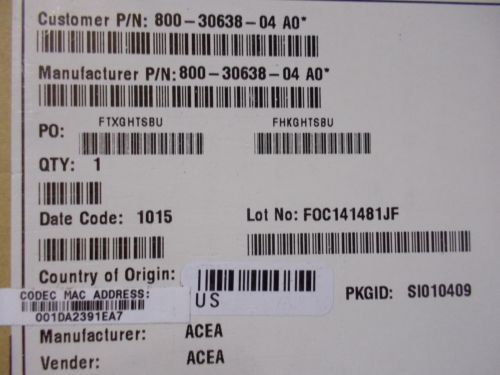 Customer P/N: 800-30638-04 A0*
Manufacturer P/N: 800-30638-04 A0*
PO: FTXGHTSBU FHKGHTSBU
QTY: 1
Date Code: 1015 Lot No: FOC141481JF
Country of Origin: US PKGID: SI010409
CODEC MAC ADDRESS:
001DA2391EA7
Manufacturer: ACEA
Vender: ACEA